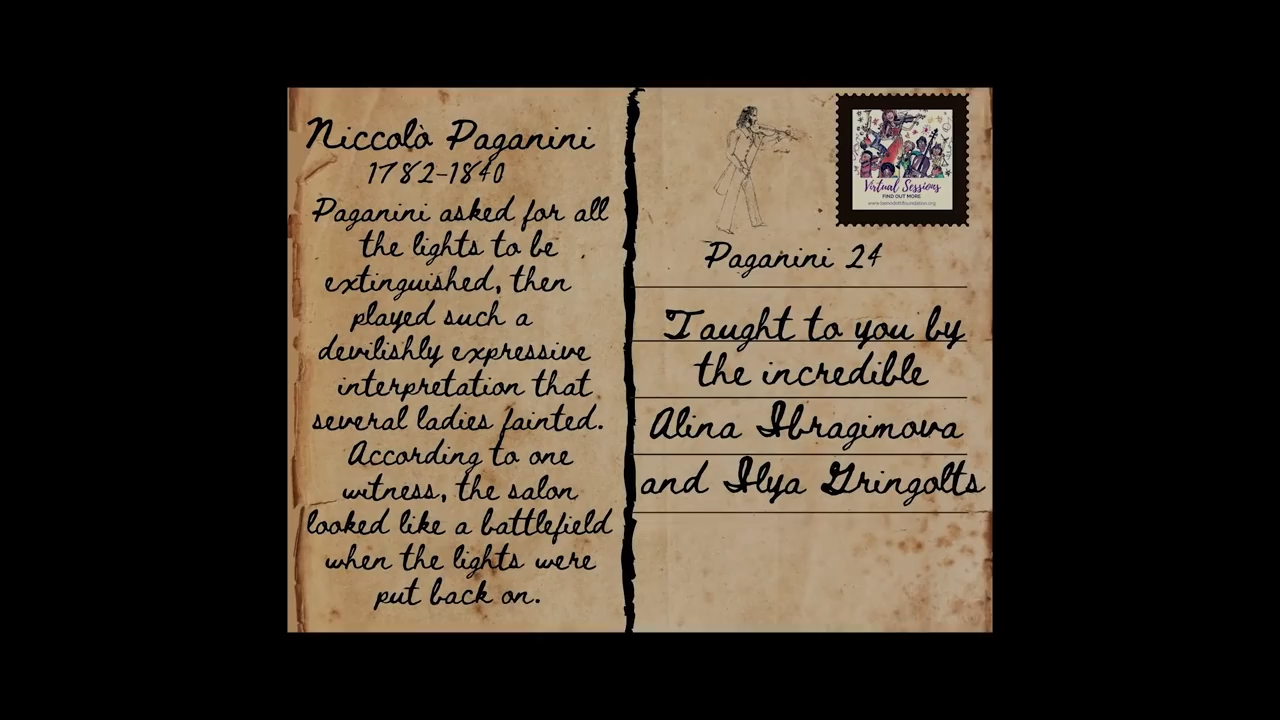 Niccolò Paganini
1782-1840
Paganini asked for all
the lights to be
extinguished, then
played such a
devilishly expressive
interpretation that
several ladies fainted.
According to one
witness, the salon
looked like a battlefield
when the lights were
put back on.
Virtual Sessions
FIND OUT MORE
Paganini 24
Taught to you by
the incredible
Alina Ibragimova
and Ilya Gringolts